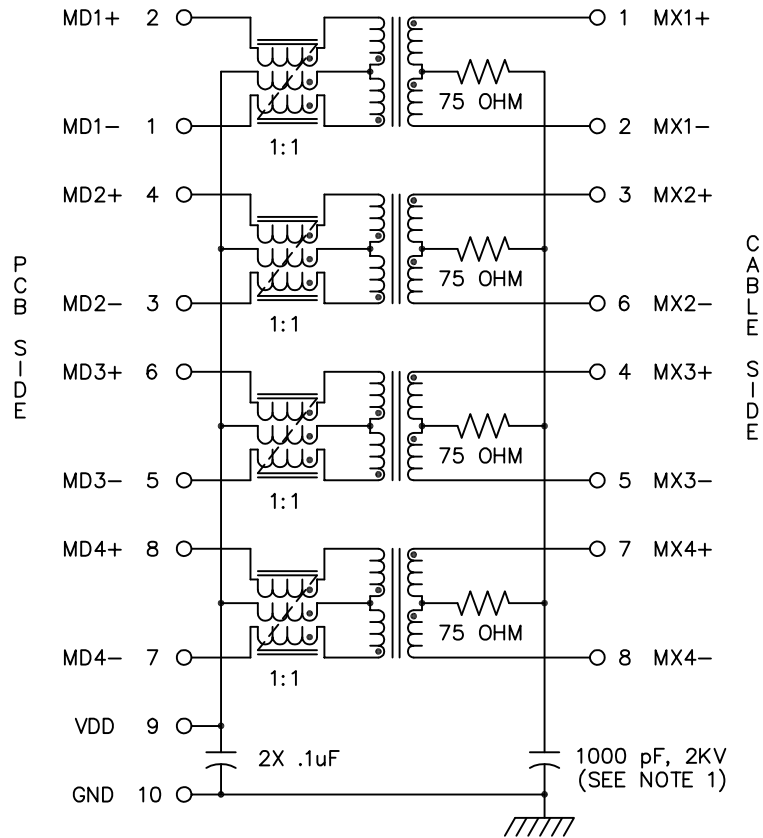 MD1+ 2 1 MX1+
75 OHM
MD1- 1 2 MX1-
1:1
MD2+ 4 3 MX2+
75 OHM
MD2- 3 6 MX2-
1:1
PCB SIDE
CABLE SIDE
MD3+ 6 4 MX3+
75 OHM
MD3- 5 5 MX3-
1:1
MD4+ 8 7 MX4+
75 OHM
MD4- 7 8 MX4-
1:1
VDD 9
2X .1uF
1000 pF, 2KV
(SEE NOTE 1)
GND 10